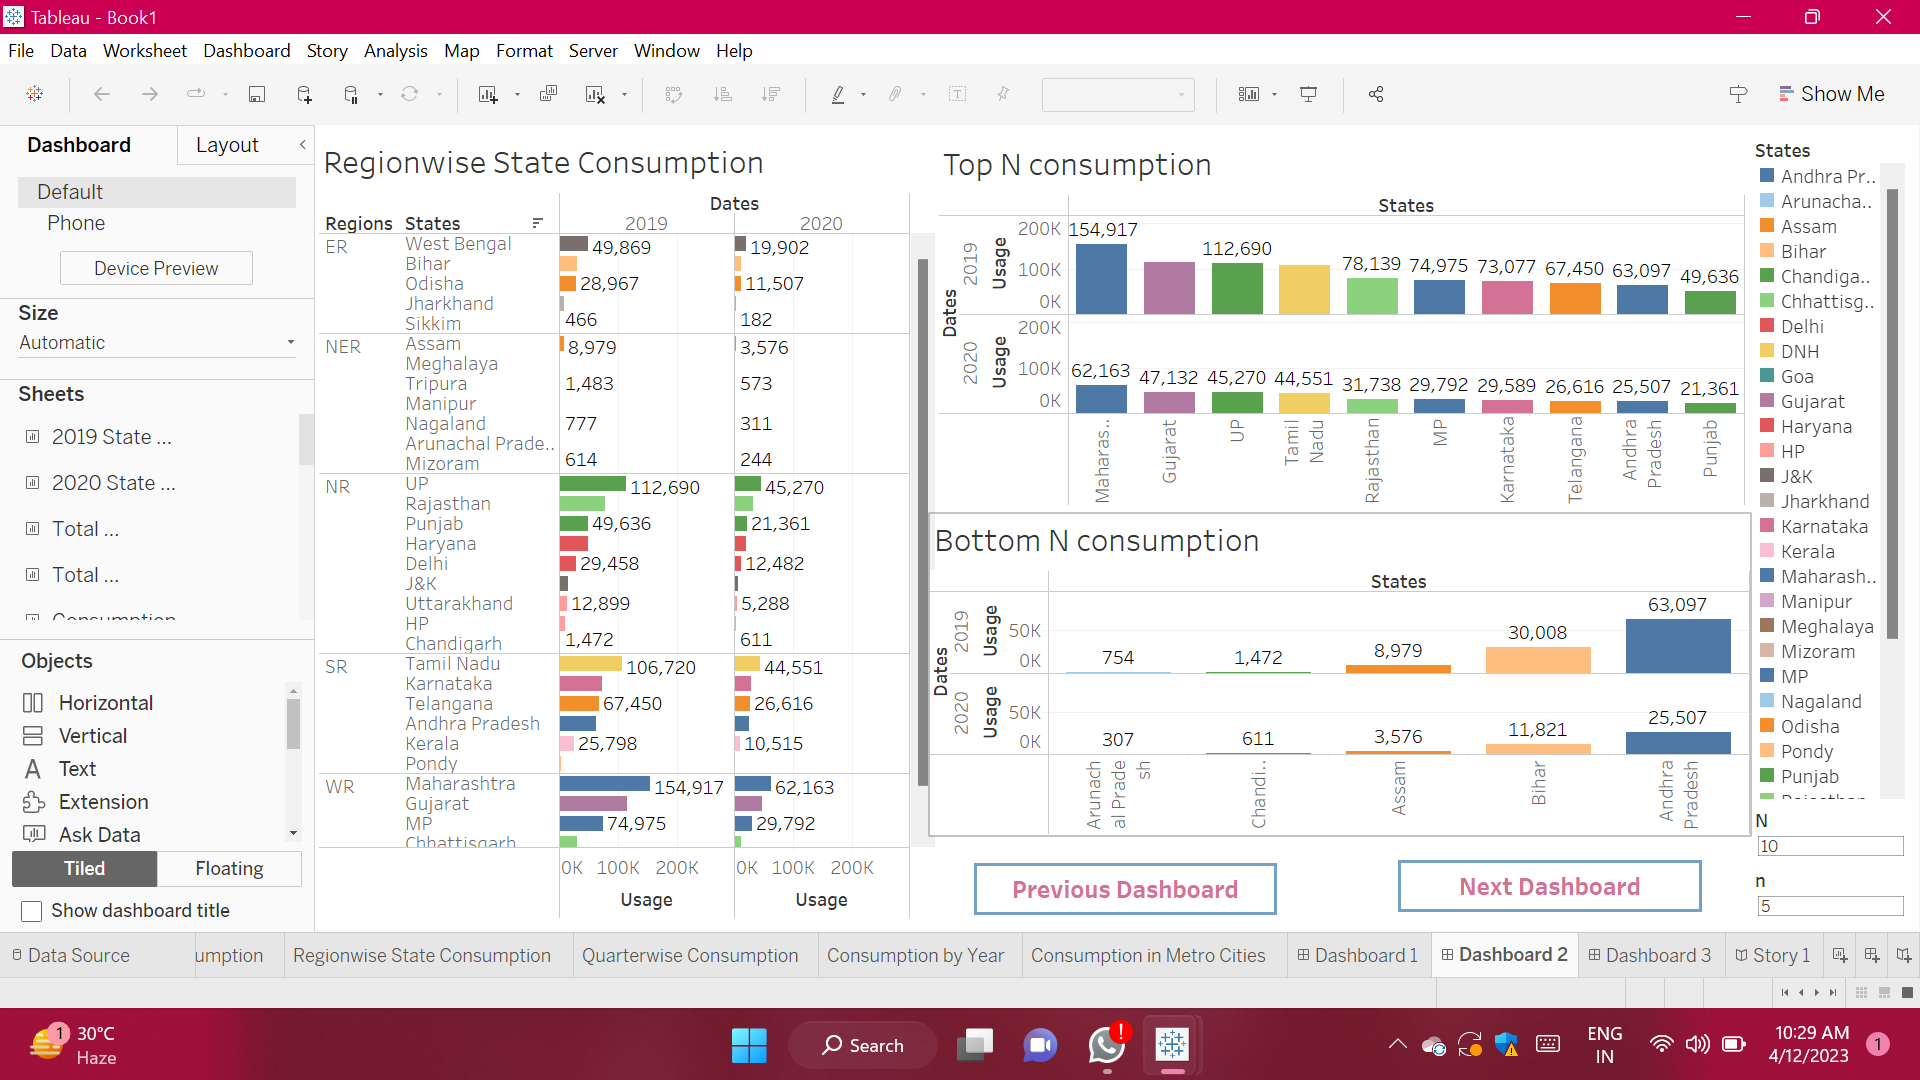 Tableau - Book1
File Data Worksheet Dashboard Story Analysis Map Format Server Window Help
Show Me
Dashboard Layout
Default
Phone
Device Preview
Size
Automatic
Sheets
2019 State ...
2020 State ...
Total ...
Total ...
Objects
Horizontal
Vertical
Text
Extension
Ask Data
Tiled Floating
Show dashboard title
Regionwise State Consumption
Dates
Regions States 2019 2020
ER West Bengal 49,869 19,902
Bihar
Odisha 28,967 11,507
Jharkhand
Sikkim 466 182
NER Assam 8,979 3,576
Meghalaya
Tripura 1,483 573
Manipur
Nagaland 777 311
Arunachal Prade..
Mizoram 614 244
NR UP 112,690 45,270
Rajasthan
Punjab 49,636 21,361
Haryana
Delhi 29,458 12,482
J&K
Uttarakhand 12,899 5,288
HP
Chandigarh 1,472 611
SR Tamil Nadu 106,720 44,551
Karnataka
Telangana 67,450 26,616
Andhra Pradesh
Kerala 25,798 10,515
Pondy
WR Maharashtra 154,917 62,163
Gujarat
MP 74,975 29,792
Chhattisgarh
0K 100K 200K 0K 100K 200K
Usage Usage
Top N consumption
States
Dates
2019 Usage
200K
100K
0K
154,917 112,690 78,139 74,975 73,077 67,450 63,097 49,636
2020 Usage
200K
100K
0K
62,163 47,132 45,270 44,551 31,738 29,792 29,589 26,616 25,507 21,361
Maharas..
Gujarat
UP
Tamil
Nadu
Rajasthan
MP
Karnataka
Telangana
Andhra
Pradesh
Punjab
Bottom N consumption
States
Dates
2019 Usage
50K
0K
754 1,472 8,979 30,008 63,097
2020 Usage
50K
0K
307 611 3,576 11,821 25,507
Arunach
al Prade
sh
Chandi..
Assam
Bihar
Andhra
Pradesh
Previous Dashboard Next Dashboard
States
Andhra Pr..
Arunacha..
Assam
Bihar
Chandiga..
Chhattisg..
Delhi
DNH
Goa
Gujarat
Haryana
HP
J&K
Jharkhand
Karnataka
Kerala
Maharash..
Manipur
Meghalaya
Mizoram
MP
Nagaland
Odisha
Pondy
Punjab
N
10
n
5
Data Source umption Regionwise State Consumption Quarterwise Consumption Consumption by Year Consumption in Metro Cities Dashboard 1 Dashboard 2 Dashboard 3 Story 1
1 30°C
Haze
Search
ENG
IN
10:29 AM
4/12/2023
1